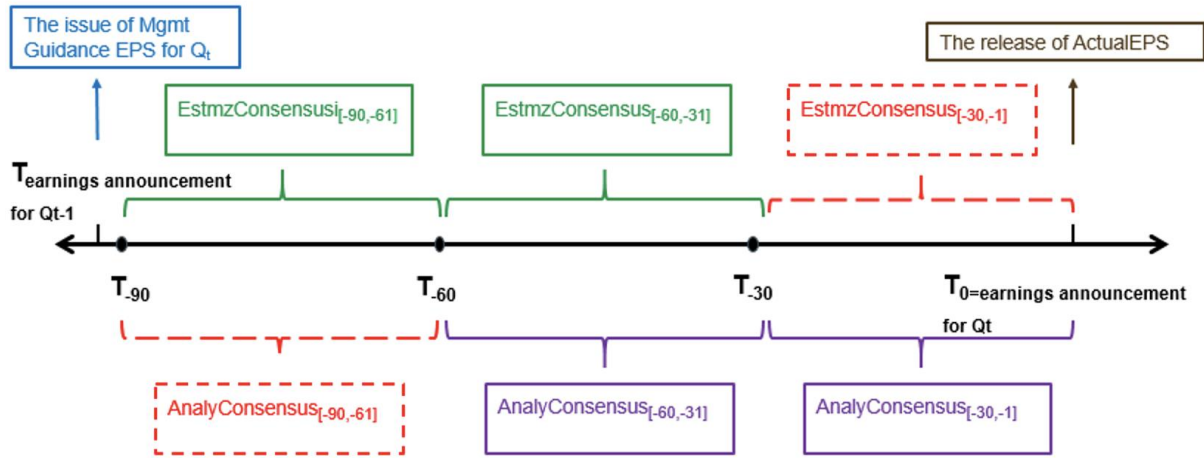 The issue of Mgmt
Guidance EPS for Qt
The release of ActualEPS
EstmzConsensusi[-90,-61]
EstmzConsensus[-60,-31]
EstmzConsensus[-30,-1]
Tearnings announcement
for Qt-1
T-90
T-60
T-30
T0=earnings announcement
for Qt
AnalyConsensus[-90,-61]
AnalyConsensus[-60,-31]
AnalyConsensus[-30,-1]